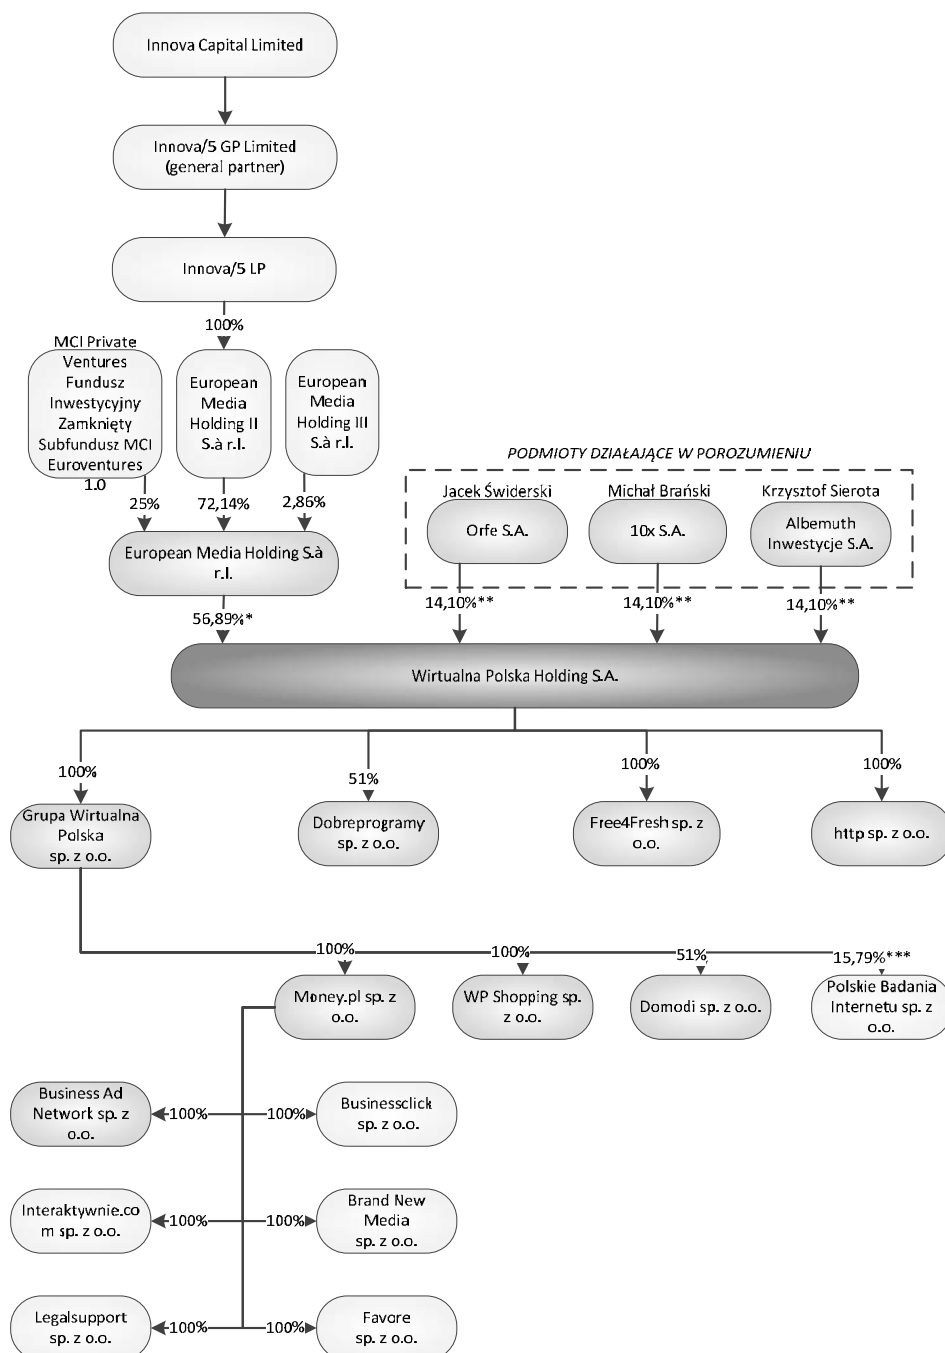 Innova Capital Limited
Innova/5 GP Limited
(general partner)
Innova/5 LP
100%
MCI Private
Ventures
Fundusz
Inwestycyjny
Zamknięty
Subfundusz MCI
Euroventures
1.0
European
Media
Holding II
S.à r.l.
European
Media
Holding III
S.à r.l.
25%
72,14%
2,86%
European Media Holding S.à
r.l.
56,89%*
PODMIOTY DZIAŁAJĄCE W POROZUMIENIU
Jacek Świderski
Michał Brański
Krzysztof Sierota
Orfe S.A.
10x S.A.
Albemuth
Inwestycje S.A.
14,10%**
14,10%**
14,10%**
Wirtualna Polska Holding S.A.
100%
51%
100%
100%
Grupa Wirtualna
Polska
sp. z o.o.
Dobreprogramy
sp. z o.o.
Free4Fresh sp. z
o.o.
http sp. z o.o.
100%
100%
51%
15,79%***
Money.pl sp. z
o.o.
WP Shopping sp.
z o.o.
Domodi sp. z o.o.
Polskie Badania
Internetu sp. z
o.o.
Business Ad
Network sp. z
o.o.
100%
100%
Businessclick
sp. z o.o.
Interaktywnie.co
m sp. z o.o.
100%
100%
Brand New
Media
sp. z o.o.
Legalsupport
sp. z o.o.
100%
100%
Favore
sp. z o.o.